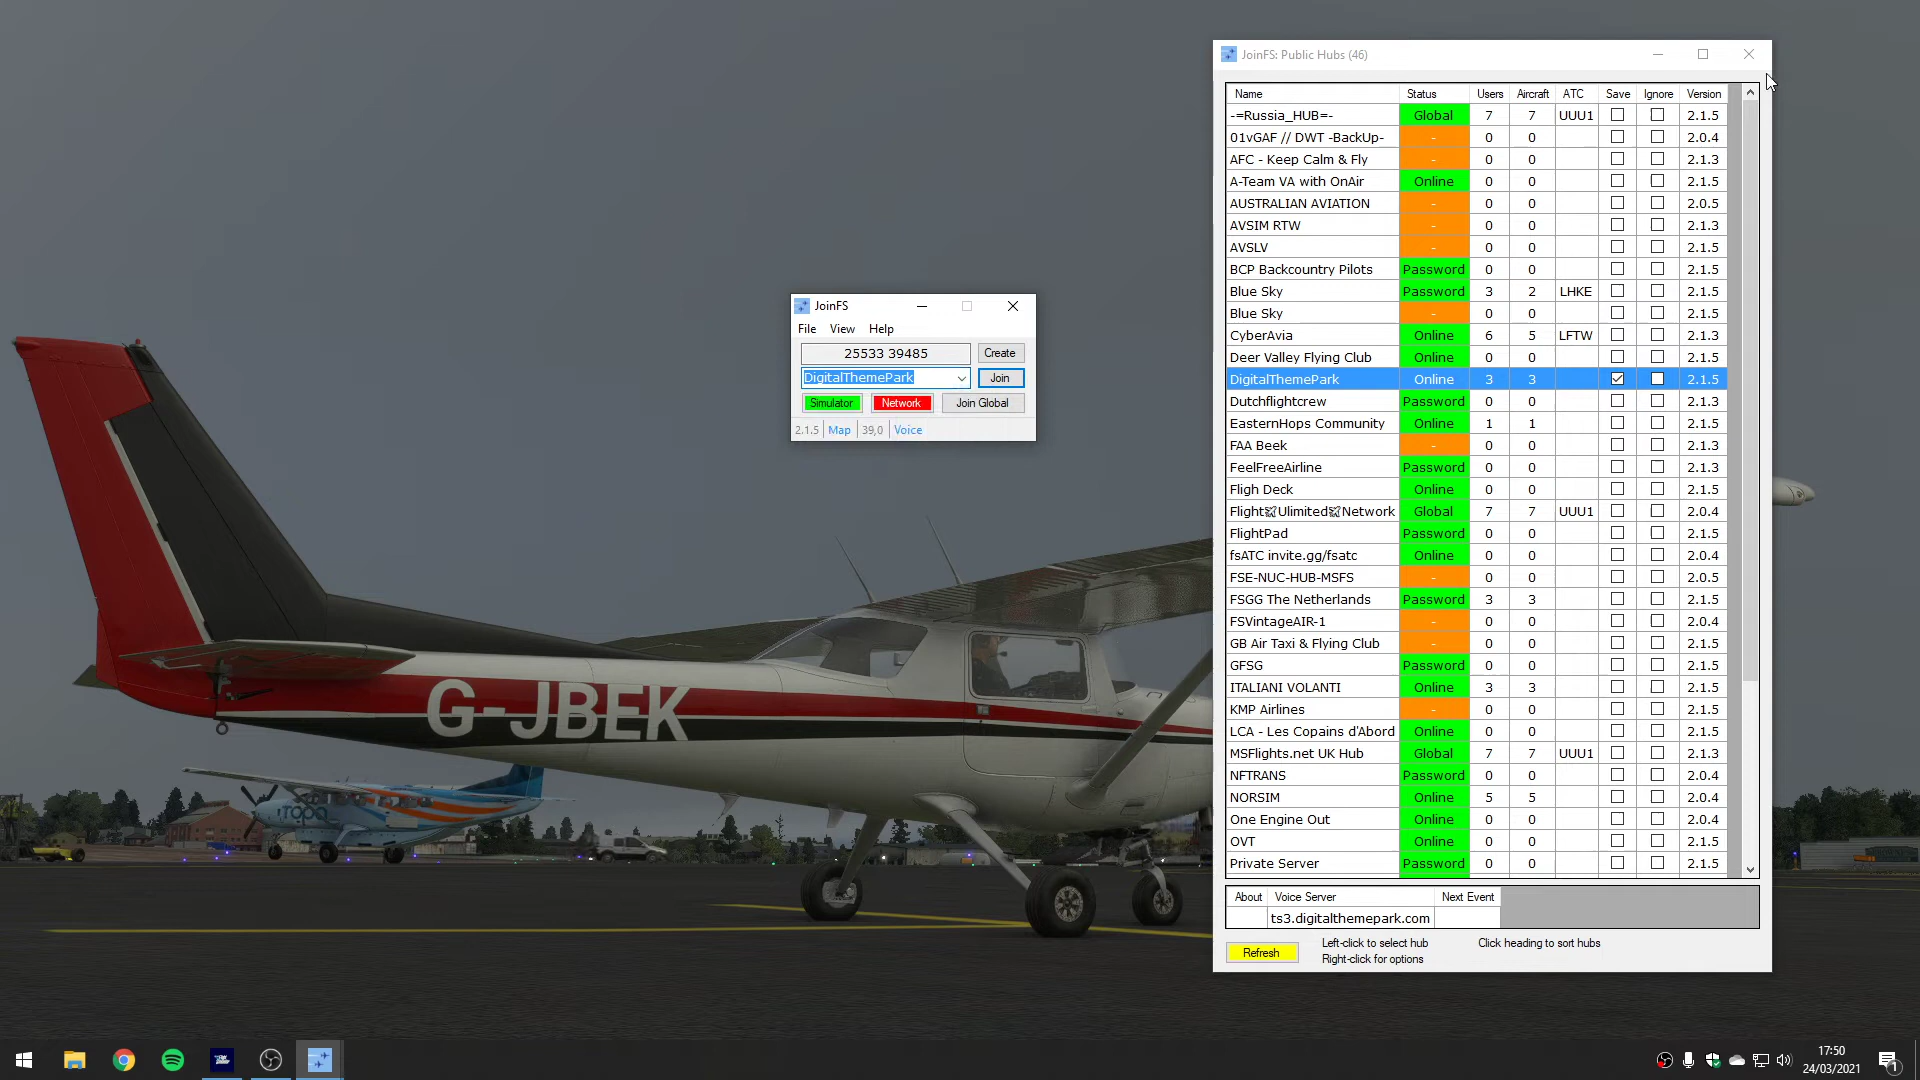 JoinFS: Public Hubs (46)
Name Status Users Aircraft ATC Save Ignore Version
-=Russia_HUB=- Global 7 7 UUU1 2.1.5
01vGAF // DWT -BackUp- - 0 0 2.0.4
AFC - Keep Calm & Fly - 0 0 2.1.3
A-Team VA with OnAir Online 0 0 2.1.5
AUSTRALIAN AVIATION - 0 0 2.0.5
AVSIM RTW - 0 0 2.1.3
AVSLV - 0 0 2.1.5
BCP Backcountry Pilots Password 0 0 2.1.5
Blue Sky Password 3 2 LHKE 2.1.5
Blue Sky - 0 0 2.1.5
CyberAvia Online 6 5 LFTW 2.1.3
Deer Valley Flying Club Online 0 0 2.1.5
DigitalThemePark Online 3 3 2.1.5
Dutchflightcrew Password 0 0 2.1.3
EasternHops Community Online 1 1 2.1.5
FAA Beek - 0 0 2.1.3
FeelFreeAirline Password 0 0 2.1.3
Fligh Deck Online 0 0 2.1.5
Flight Ulimited Network Global 7 7 UUU1 2.0.4
FlightPad Password 0 0 2.1.5
fsATC invite.gg/fsatc Online 0 0 2.0.4
FSE-NUC-HUB-MSFS - 0 0 2.0.5
FSGG The Netherlands Password 3 3 2.1.5
FSVintageAIR-1 - 0 0 2.0.4
GB Air Taxi & Flying Club - 0 0 2.1.5
GFSG Password 0 0 2.1.5
ITALIANI VOLANTI Online 3 3 2.1.5
KMP Airlines - 0 0 2.1.5
LCA - Les Copains d'Abord Online 0 0 2.1.5
MSFlights.net UK Hub Global 7 7 UUU1 2.1.3
NFTRANS Password 0 0 2.0.4
NORSIM Online 5 5 2.0.4
One Engine Out Online 0 0 2.0.4
OVT Online 0 0 2.1.5
Private Server Password 0 0 2.1.5
About Voice Server Next Event
ts3.digitalthemepark.com
Refresh
Left-click to select hub Click heading to sort hubs
Right-click for options
JoinFS
File View Help
25533 39485 Create
DigitalThemePark Join
Simulator Network Join Global
2.1.5 Map 39,0 Voice
G-JBEK
17:50
24/03/2021
1